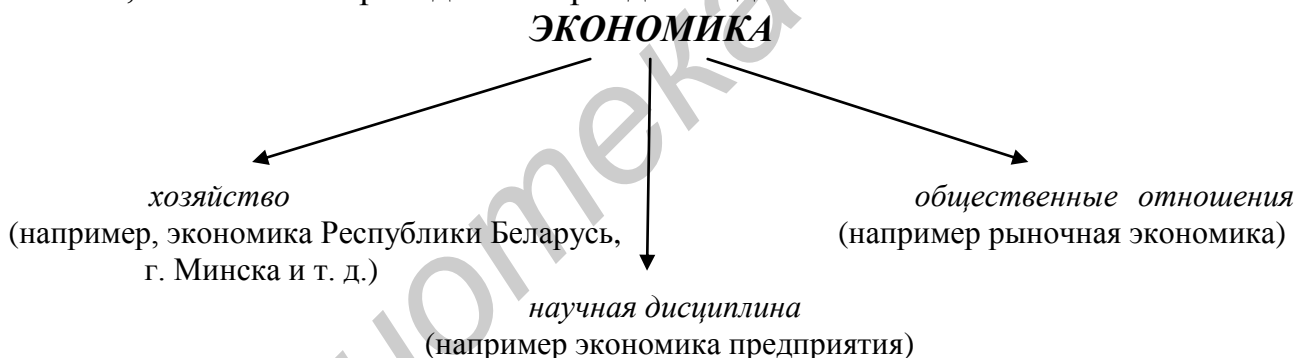 ЭКОНОМИКА
хозяйство
(например, экономика Республики Беларусь,
г. Минска и т. д.)
общественные отношения
(например рыночная экономика)
научная дисциплина
(например экономика предприятия)